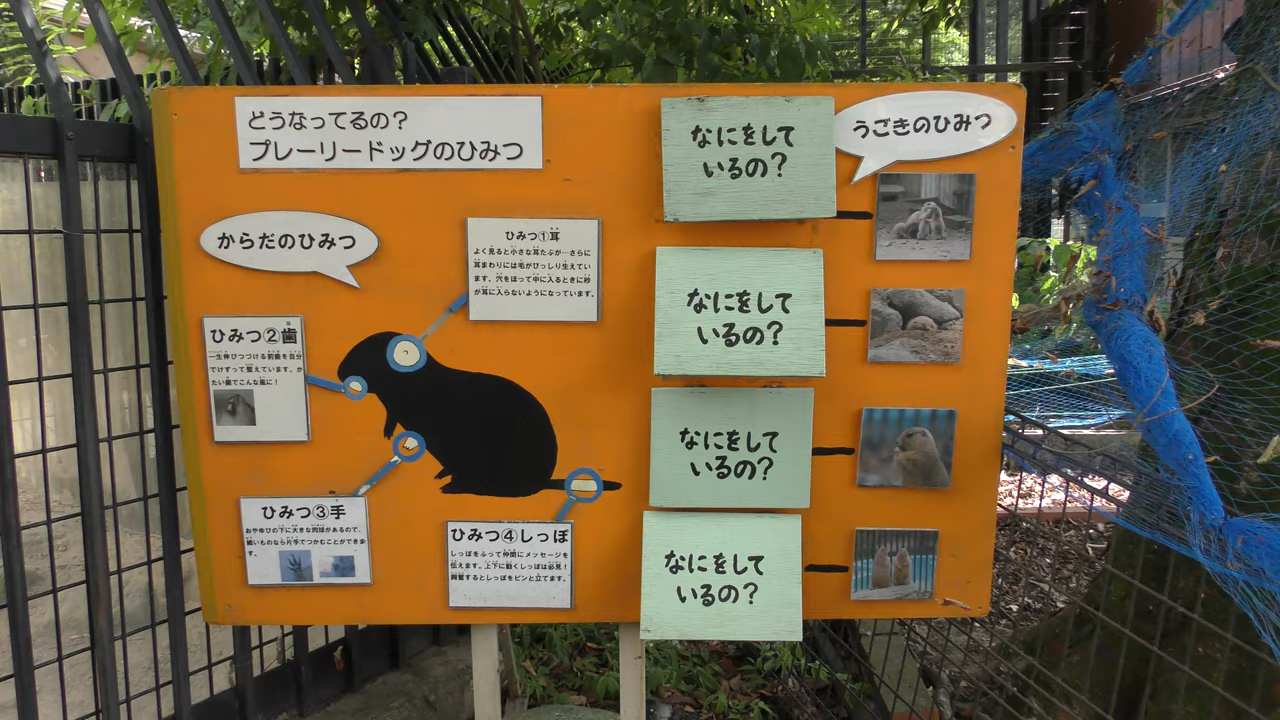 どうなってるの？
プレーリードッグのひみつ
からだのひみつ
ひみつ①耳
よく見ると小さな耳たぶが…さらに
耳まわりには毛がびっしり生えてい
ます。穴をほって中に入るときに砂
が耳に入らないようになっています。
ひみつ②歯
一生伸びつづける前歯を自分
でけずって整えています。か
たい歯でこんな風に！
ひみつ③手
おやゆびの下に大きな肉球があるので、
細いものなら片手でつかむことができま
す。
ひみつ④しっぽ
しっぽをふって仲間にメッセージを
伝えます。上下に動くしっぽは必見！
興奮するとしっぽをピンと立てます。
うごきのひみつ
なにをして
いるの？
なにをして
いるの？
なにをして
いるの？
なにをして
いるの？